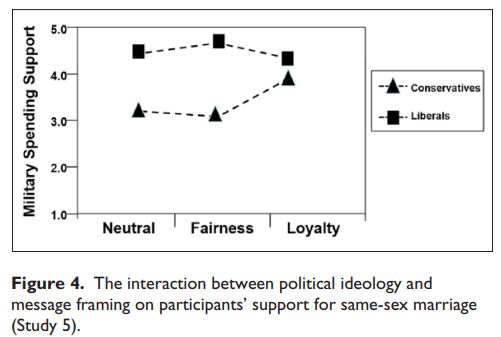 5.0
4.0
3.0
2.0
1.0
Military Spending Support
Neutral
Fairness
Loyalty
Conservatives
Liberals
Figure 4. The interaction between political ideology and
message framing on participants' support for same-sex marriage
(Study 5).